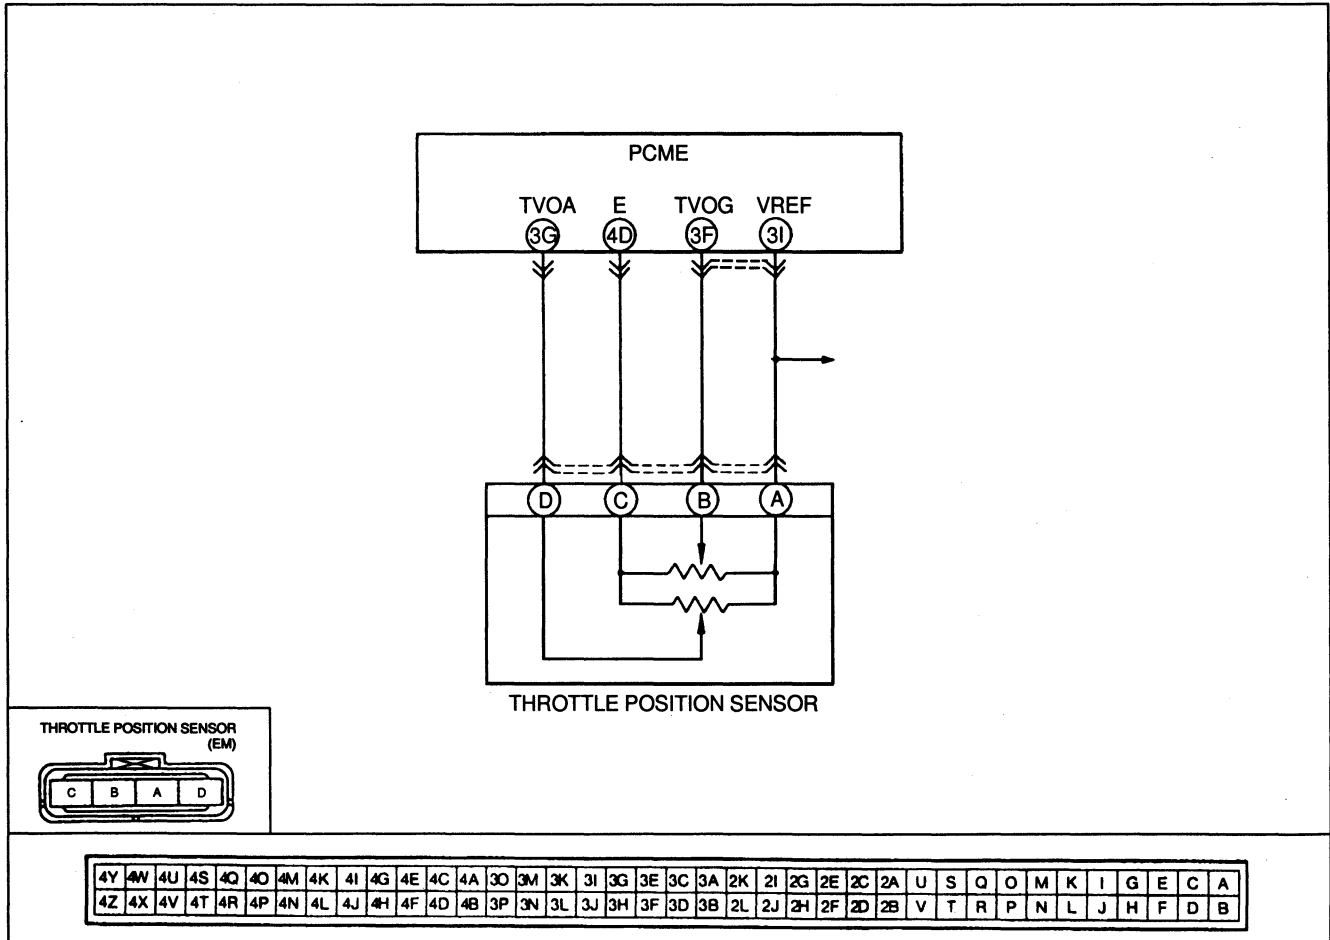 PCME
TVOA E TVOG VREF
3G 4D 3F 3I
D C B A
THROTTLE POSITION SENSOR
THROTTLE POSITION SENSOR
(EM)
C B A D
4Y 4W 4U 4S 4Q 4O 4M 4K 4I 4G 4E 4C 4A 3O 3M 3K 3I 3G 3E 3C 3A 2K 2I 2G 2E 2C 2A U S Q O M K I G E C A
4Z 4X 4V 4T 4R 4P 4N 4L 4J 4H 4F 4D 4B 3P 3N 3L 3J 3H 3F 3D 3B 2L 2J 2H 2F 2D 2B V T R P N L J H F D B